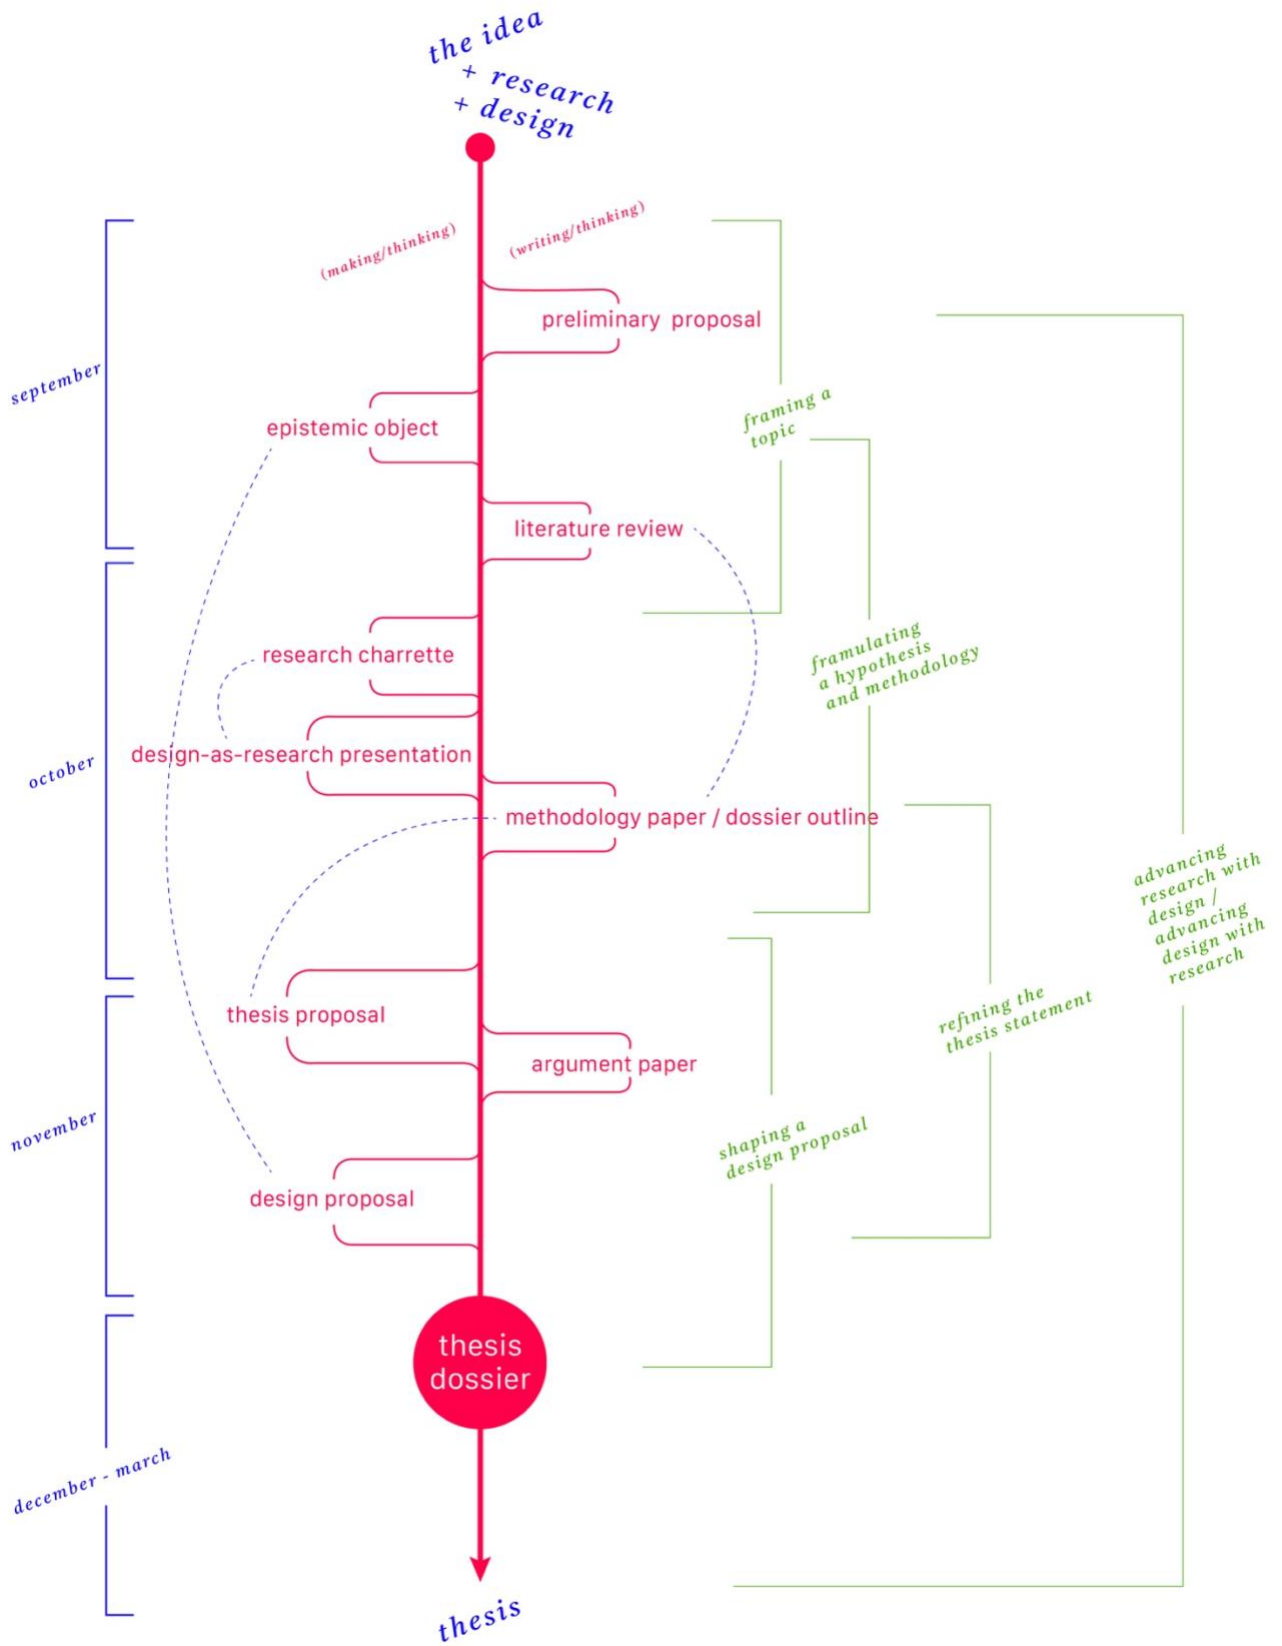 the idea
+ research
+ design
(making/thinking)
(writing/thinking)
preliminary proposal
september
framing a
topic
epistemic object
literature review
framulating
a hypothesis
and methodology
research charrette
october
design-as-research presentation
methodology paper / dossier outline
advancing
research with
design /
advancing
design with
research
thesis proposal
refining the
thesis statement
argument paper
november
shaping a
design proposal
design proposal
thesis
dossier
december - march
thesis